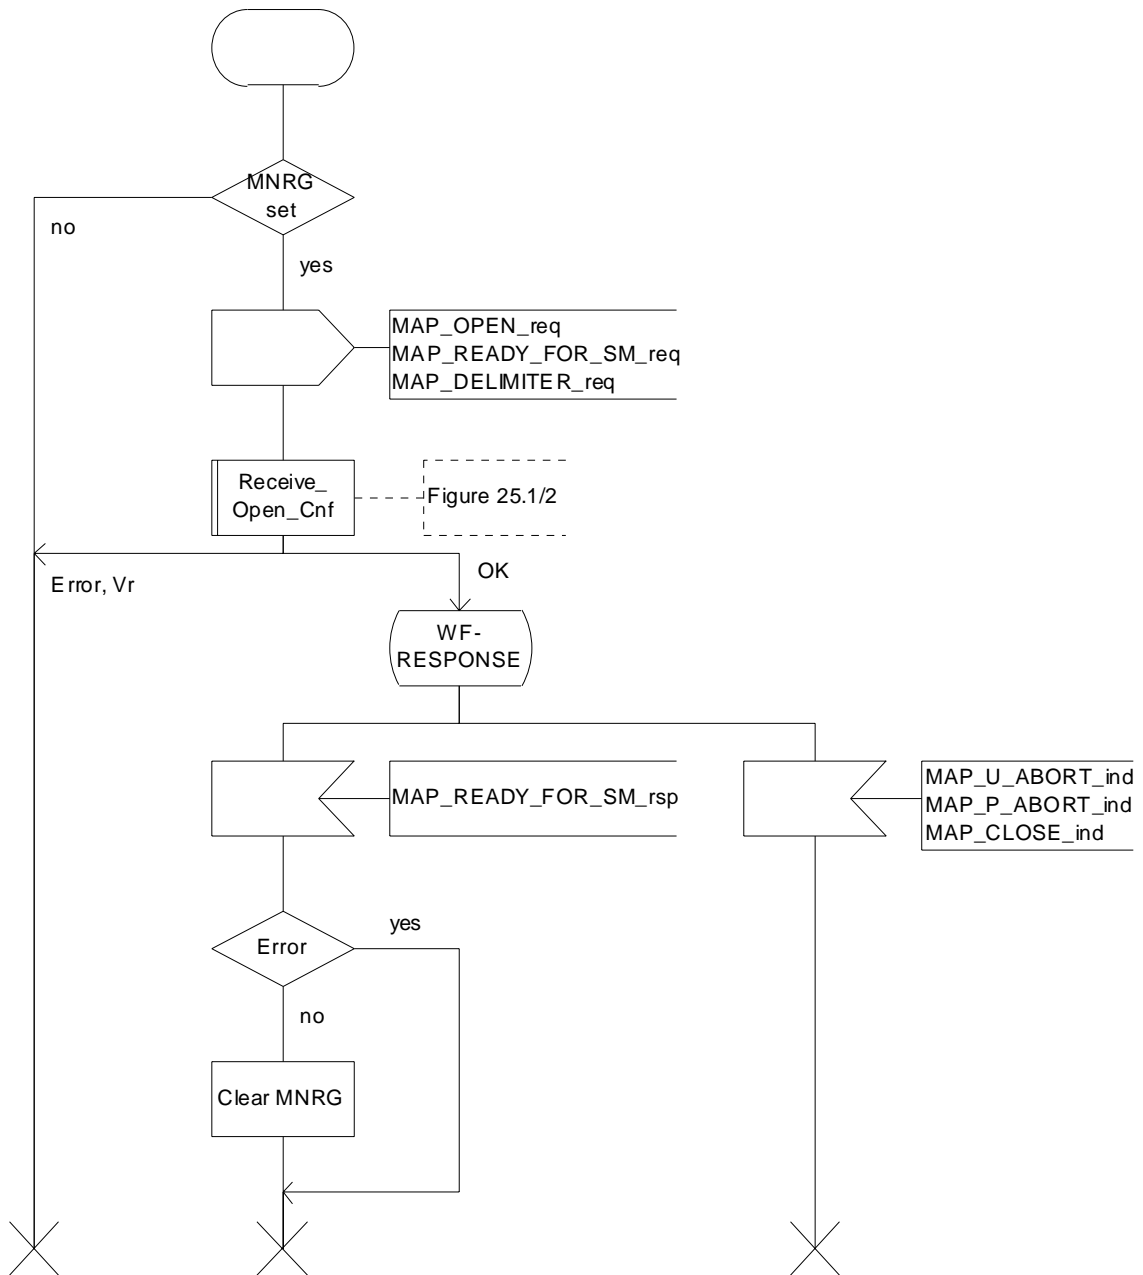 MNRG
set
no
yes
MAP_OPEN_req
MAP_READY_FOR_SM_req
MAP_DELIMITER_req
Receive_
Open_Cnf
Figure 25.1/2
Error, Vr
OK
WF-
RESPONSE
MAP_READY_FOR_SM_rsp
MAP_U_ABORT_ind
MAP_P_ABORT_ind
MAP_CLOSE_ind
yes
Error
no
Clear MNRG